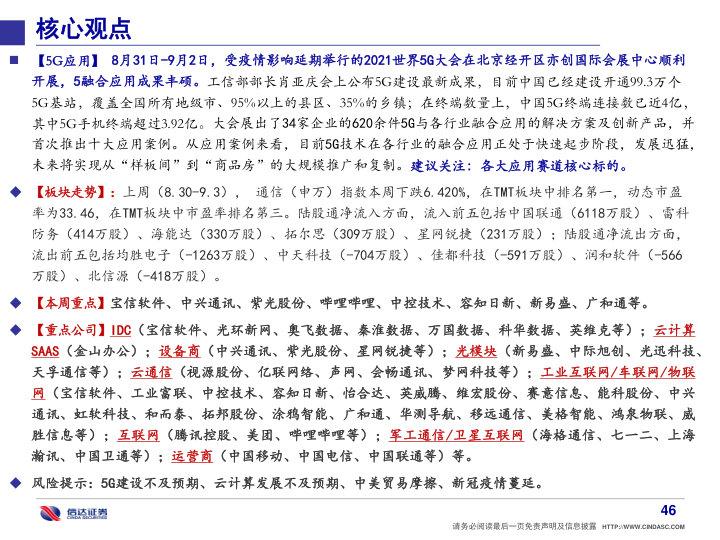 核心观点
【5G应用】 8月31日-9月2日，受疫情影响延期举行的2021世界5G大会在北京经开区亦创国际会展中心顺利
开展，5融合应用成果丰硕。工信部部长肖亚庆会上公布5G建设最新成果，目前中国已经建设开通99.3万个
5G基站，覆盖全国所有地级市、95%以上的县区、35%的乡镇；在终端数量上，中国5G终端连接数已近4亿，
其中5G手机终端超过3.92亿。大会展出了34家企业的620余件5G与各行业融合应用的解决方案及创新产品，并
首次推出十大应用案例。从应用案例来看，目前5G技术在各行业的融合应用正处于快速起步阶段，发展迅猛，
未来将实现从“样板间”到“商品房”的大规模推广和复制。建议关注：各大应用赛道核心标的。
【板块走势】：上周（8.30-9.3），通信（申万）指数本周下跌6.420%，在TMT板块中排名第一，动态市盈
率为33.46，在TMT板块中市盈率排名第三。陆股通净流入方面，流入前五包括中国联通（6118万股）、雷科
防务（414万股）、海能达（330万股）、拓尔思（309万股）、星网锐捷（231万股）；陆股通净流出方面，
流出前五包括均胜电子（-1263万股）、中天科技（-704万股）、佳都科技（-591万股）、润和软件（-566
万股）、北信源（-418万股）。
【本周重点】宝信软件、中兴通讯、紫光股份、哔哩哔哩、中控技术、容知日新、新易盛、广和通等。
【重点公司】IDC（宝信软件、光环新网、奥飞数据、秦淮数据、万国数据、科华数据、英维克等）；云计算
SAAS（金山办公）；设备商（中兴通讯、紫光股份、星网锐捷等）；光模块（新易盛、中际旭创、光迅科技、
天孚通信等）；云通信（视源股份、亿联网络、声网、会畅通讯、梦网科技等）；工业互联网/车联网/物联
网（宝信软件、工业富联、中控技术、容知日新、怡合达、英威腾、维宏股份、赛意信息、能科股份、中兴
通讯、虹软科技、和而泰、拓邦股份、涂鸦智能、广和通、华测导航、移远通信、美格智能、鸿泉物联、威
胜信息等）；互联网（腾讯控股、美团、哔哩哔哩等）；军工通信/卫星互联网（海格通信、七一二、上海
瀚讯、中国卫通等）；运营商（中国移动、中国电信、中国联通等）等。
风险提示：5G建设不及预期、云计算发展不及预期、中美贸易摩擦、新冠疫情蔓延。
信达证券
CINDA SECURITIES
46
请务必阅读最后一页免责声明及信息披露 HTTP://WWW.CINDASC.COM